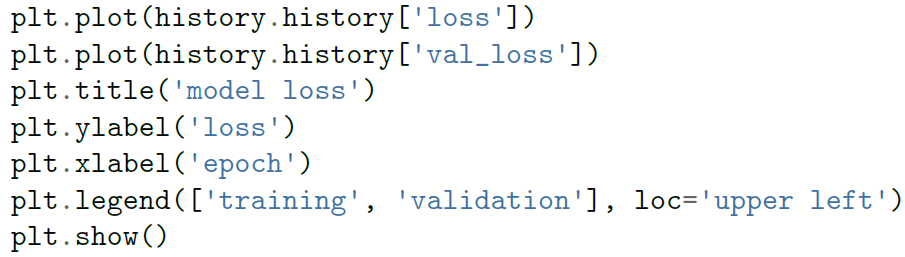 plt.plot(history.history['loss'])
plt.plot(history.history['val_loss'])
plt.title('model loss')
plt.ylabel('loss')
plt.xlabel('epoch')
plt.legend(['training', 'validation'], loc='upper left')
plt.show()